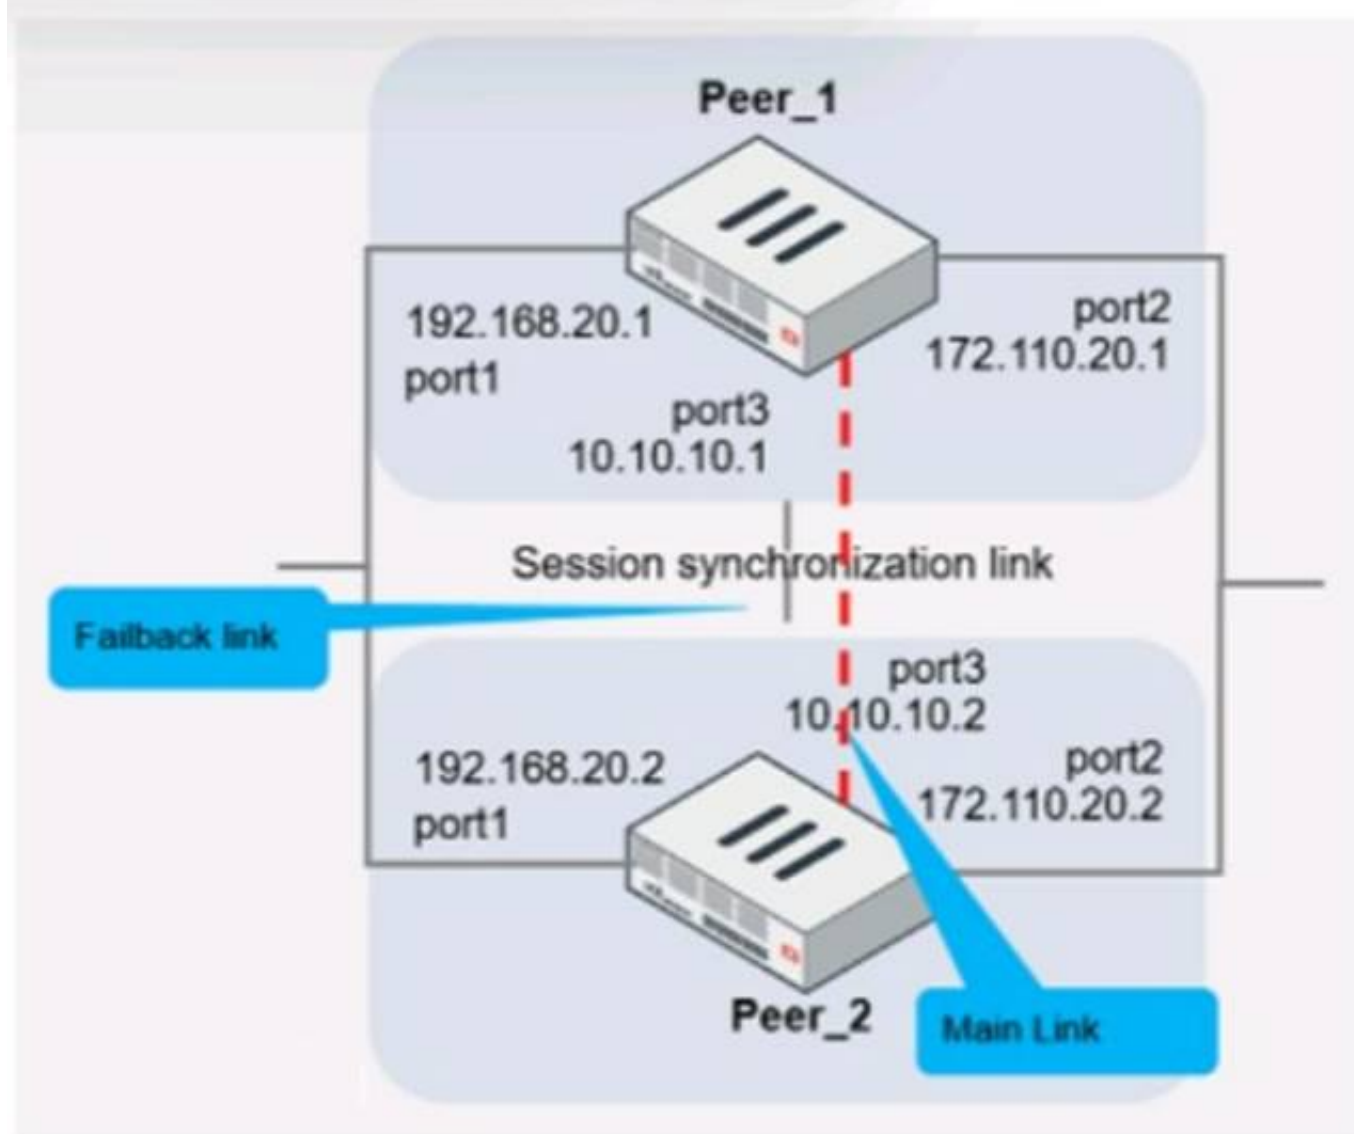 Peer_1
192.168.20.1
port1
port2
172.110.20.1
port3
10.10.10.1
Session synchronization link
Failback link
port3
10.10.10.2
192.168.20.2
port1
port2
172.110.20.2
Peer_2
Main Link